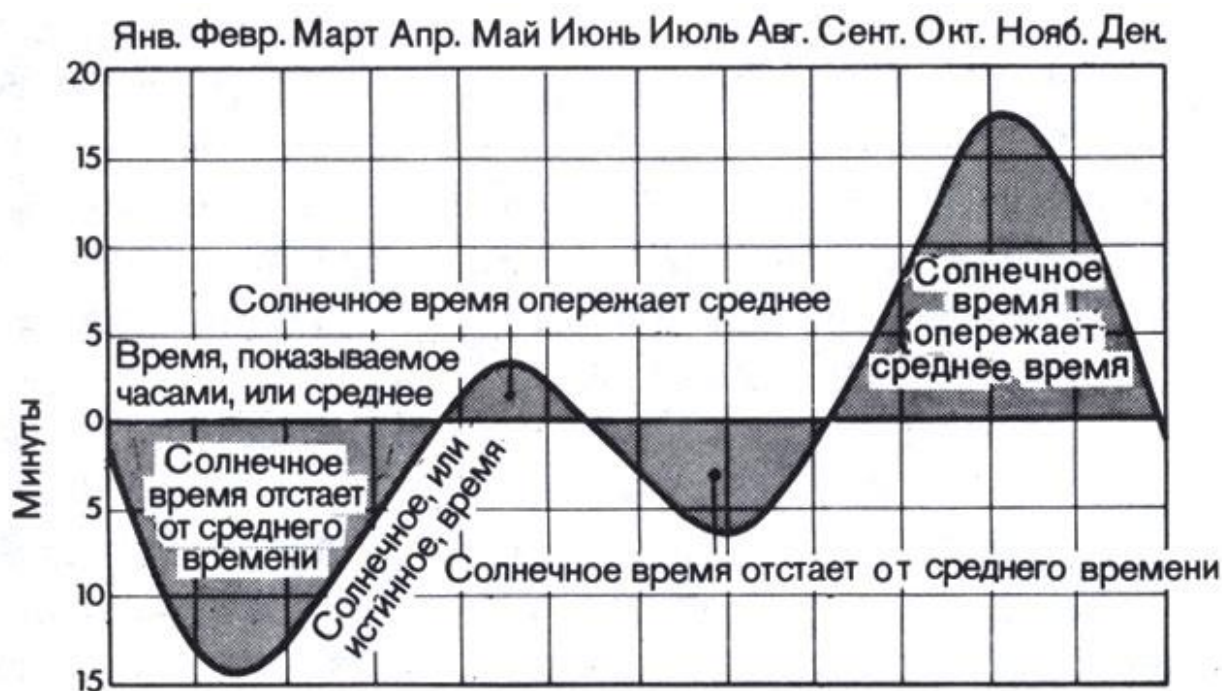 Янв. Февр. Март Апр. Май Июнь Июль Авг. Сент. Окт. Нояб. Дек.
20
15
10
5
0
5
10
15
Минуты
Солнечное время опережает среднее
Время, показываемое
часами, или среднее
Солнечное
время отстает
от среднего
времени
Солнечное, или
истинное, время
Солнечное время отстает от среднего времени
Солнечное
время
опережает
среднее время